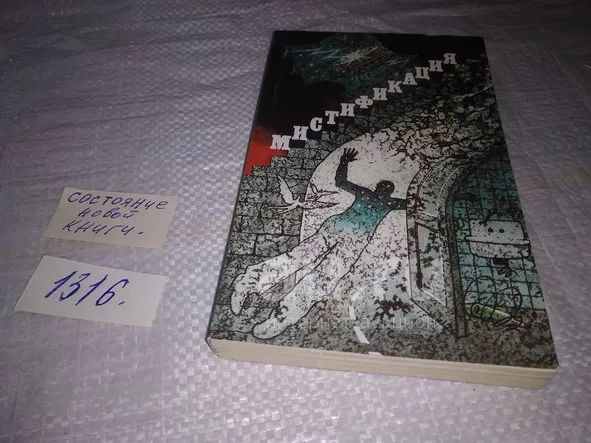 МИСТИФИКАЦИЯ
СОСТОЯНИЕ
НОВОЙ
КНИГИ.
1316.